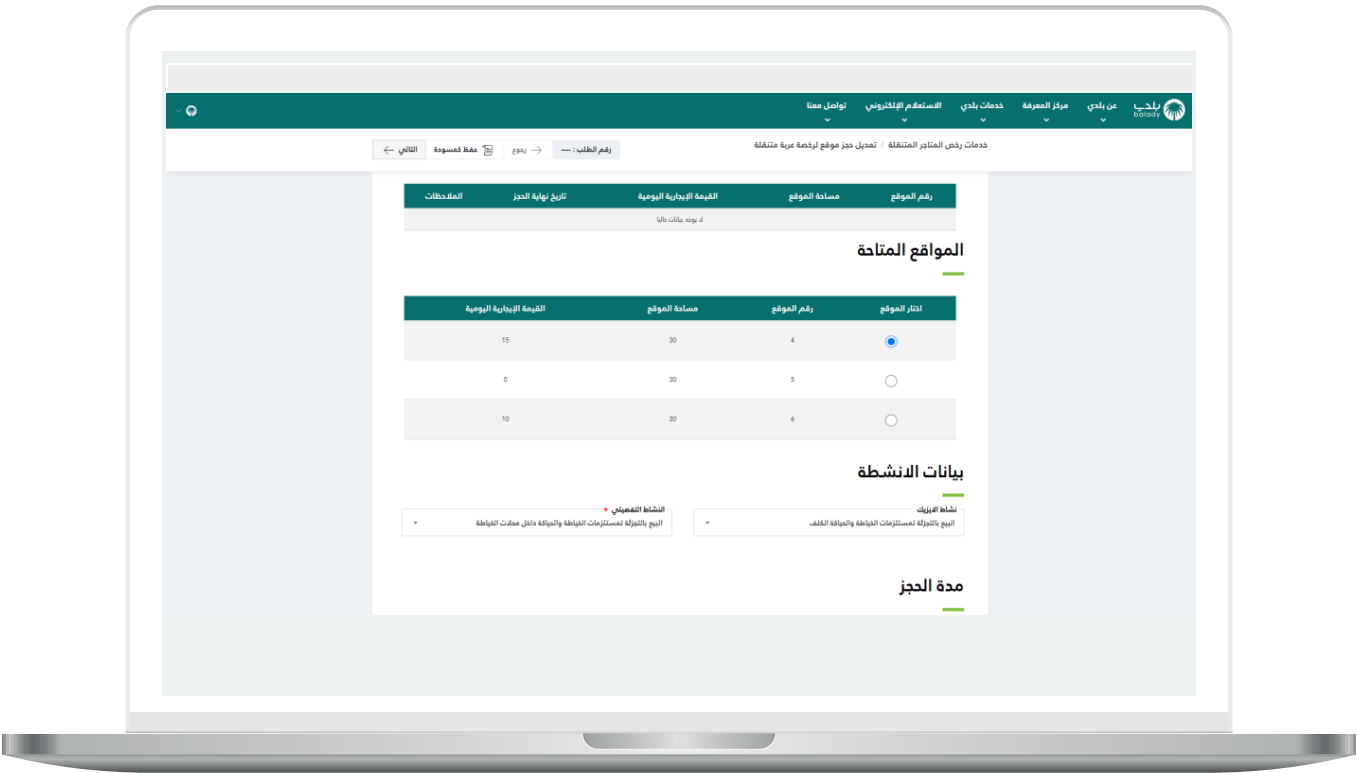 بلدي
balady
عن بلدي
مركز المعرفة
خدمات بلدي
الاستعلام الإلكتروني
تواصل معنا
خدمات رخص المتاجر المتنقلة / تعديل حجز موقع لرخصة عربة متنقلة
رقم الطلب : ----
رجوع
حفظ كمسودة
التالي
رقم الموقع مساحة الموقع القيمة الإيجارية اليومية تاريخ نهاية الحجز الملاحظات
لا يوجد بيانات حاليا
المواقع المتاحة
اختار الموقع رقم الموقع مساحة الموقع القيمة الإيجارية اليومية
4 30 15
5 30 0
6 30 10
بيانات الانشطة
نشاط الايزيك
البيع بالتجزئة لمستلزمات الخياطة والحياكة الكلف
النشاط التفصيلي *
البيع بالتجزئة لمستلزمات الخياطة والحياكة داخل محلات الخياطة
مدة الحجز